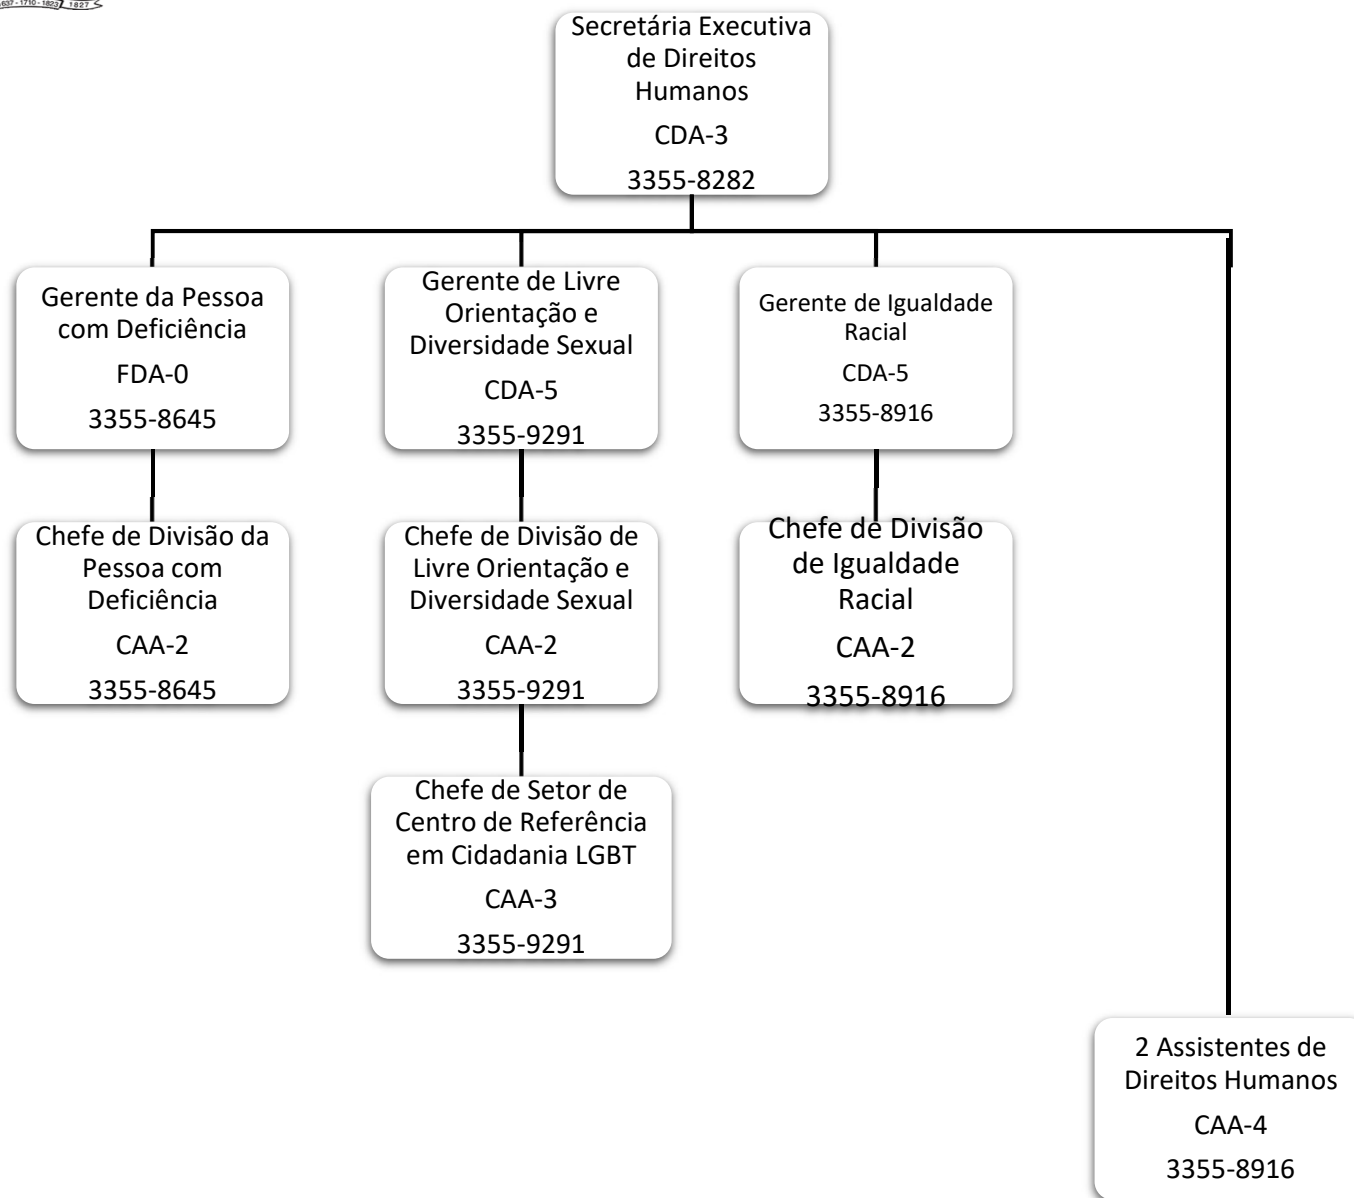 1637 - 1710 - 1823 1827
Secretária Executiva
de Direitos
Humanos
CDA-3
3355-8282
Gerente da Pessoa
com Deficiência
FDA-0
3355-8645
Gerente de Livre
Orientação e
Diversidade Sexual
CDA-5
3355-9291
Gerente de Igualdade
Racial
CDA-5
3355-8916
Chefe de Divisão da
Pessoa com
Deficiência
CAA-2
3355-8645
Chefe de Divisão de
Livre Orientação e
Diversidade Sexual
CAA-2
3355-9291
Chefe de Divisão
de Igualdade
Racial
CAA-2
3355-8916
Chefe de Setor de
Centro de Referência
em Cidadania LGBT
CAA-3
3355-9291
2 Assistentes de
Direitos Humanos
CAA-4
3355-8916